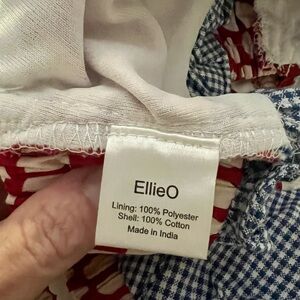 EllieO
Lining: 100% Polyester
Shell: 100% Cotton
Made in India